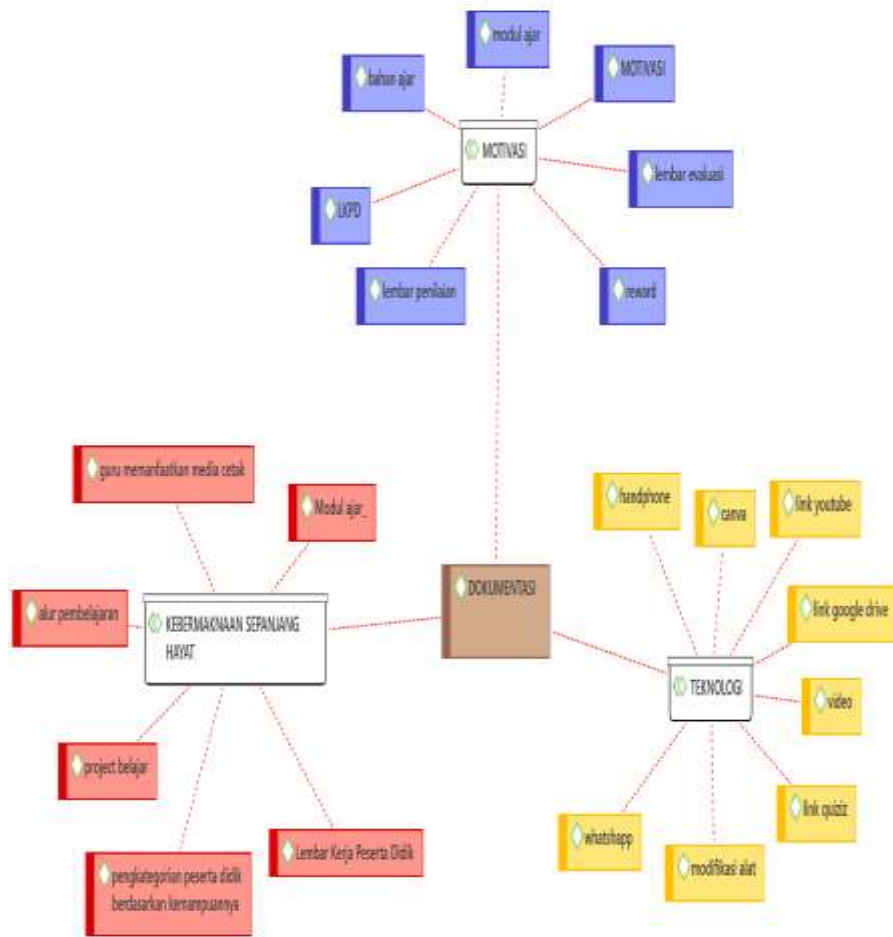 modul ajar
bahan ajar
MOTIVASI
MOTIVASI
lembar evaluasi
LKPD
lembar penilaian
reward
guru memanfaatkan media cetak
Modul ajar_
handphone
canva
link youtube
alur pembelajaran
KEBERMAKNAAN SEPANJANG
HAYAT
DOKUMENTASI
link google drive
TEKNOLOGI
video
project belajar
link quiziz
whatshapp
Lembar Kerja Peserta Didik
modifikasi alat
pengkategorian peserta didik
berdasarkan kemampuannya